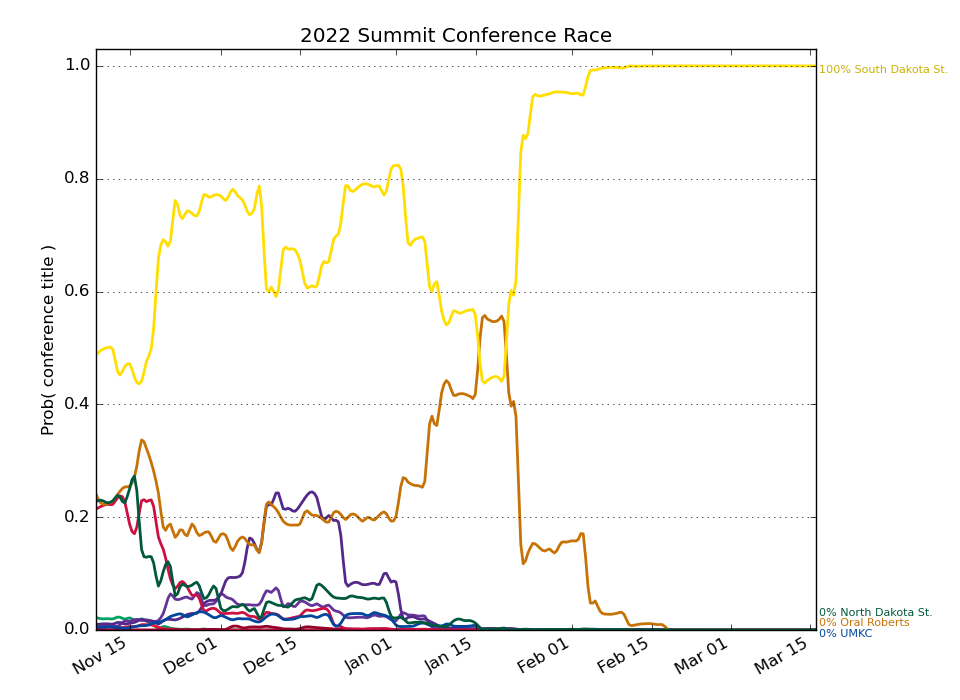 2022 Summit Conference Race
Prob( conference title )
1.0
0.8
0.6
0.4
0.2
0.0
100% South Dakota St.
0% North Dakota St.
0% Oral Roberts
0% UMKC
Nov 15
Dec 01
Dec 15
Jan 01
Jan 15
Feb 01
Feb 15
Mar 01
Mar 15